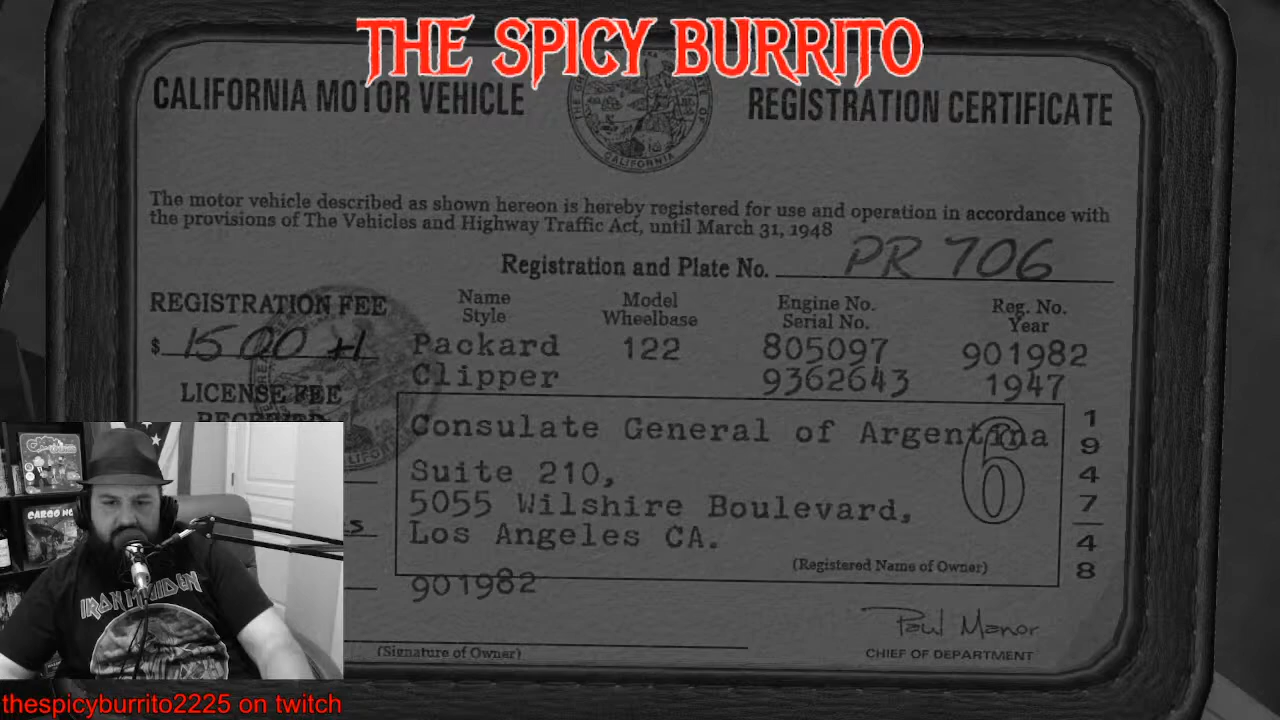 THE SPICY BURRITO
CALIFORNIA MOTOR VEHICLE
REGISTRATION CERTIFICATE
CALIFORNIA
The motor vehicle described as shown hereon is hereby registered for use and operation in accordance with
the provisions of The Vehicles and Highway Traffic Act, until March 31, 1948
Registration and Plate No. PR 706
REGISTRATION FEE
$ 15 00 +1
LICENSE FEE
Name Style
Model Wheelbase
Engine No. Serial No.
Reg. No. Year
Packard 122 805097 901982
Clipper 9362643 1947
Consulate General of Argentina
Suite 210,
5055 Wilshire Boulevard,
Los Angeles CA.
(Registered Name of Owner)
6
1947-48
901982
Paul Manor
CHIEF OF DEPARTMENT
(Signature of Owner)
IRON MAIDEN
thespicyburrito2225 on twitch